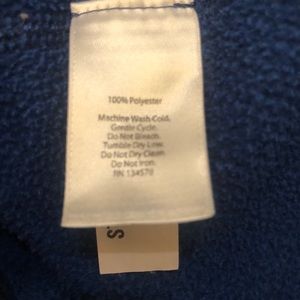 100% Polyester
Machine Wash Cold.
Gentle Cycle.
Do Not Bleach.
Tumble Dry Low.
Do Not Dry Clean.
Do Not Iron.
RN 134570
S